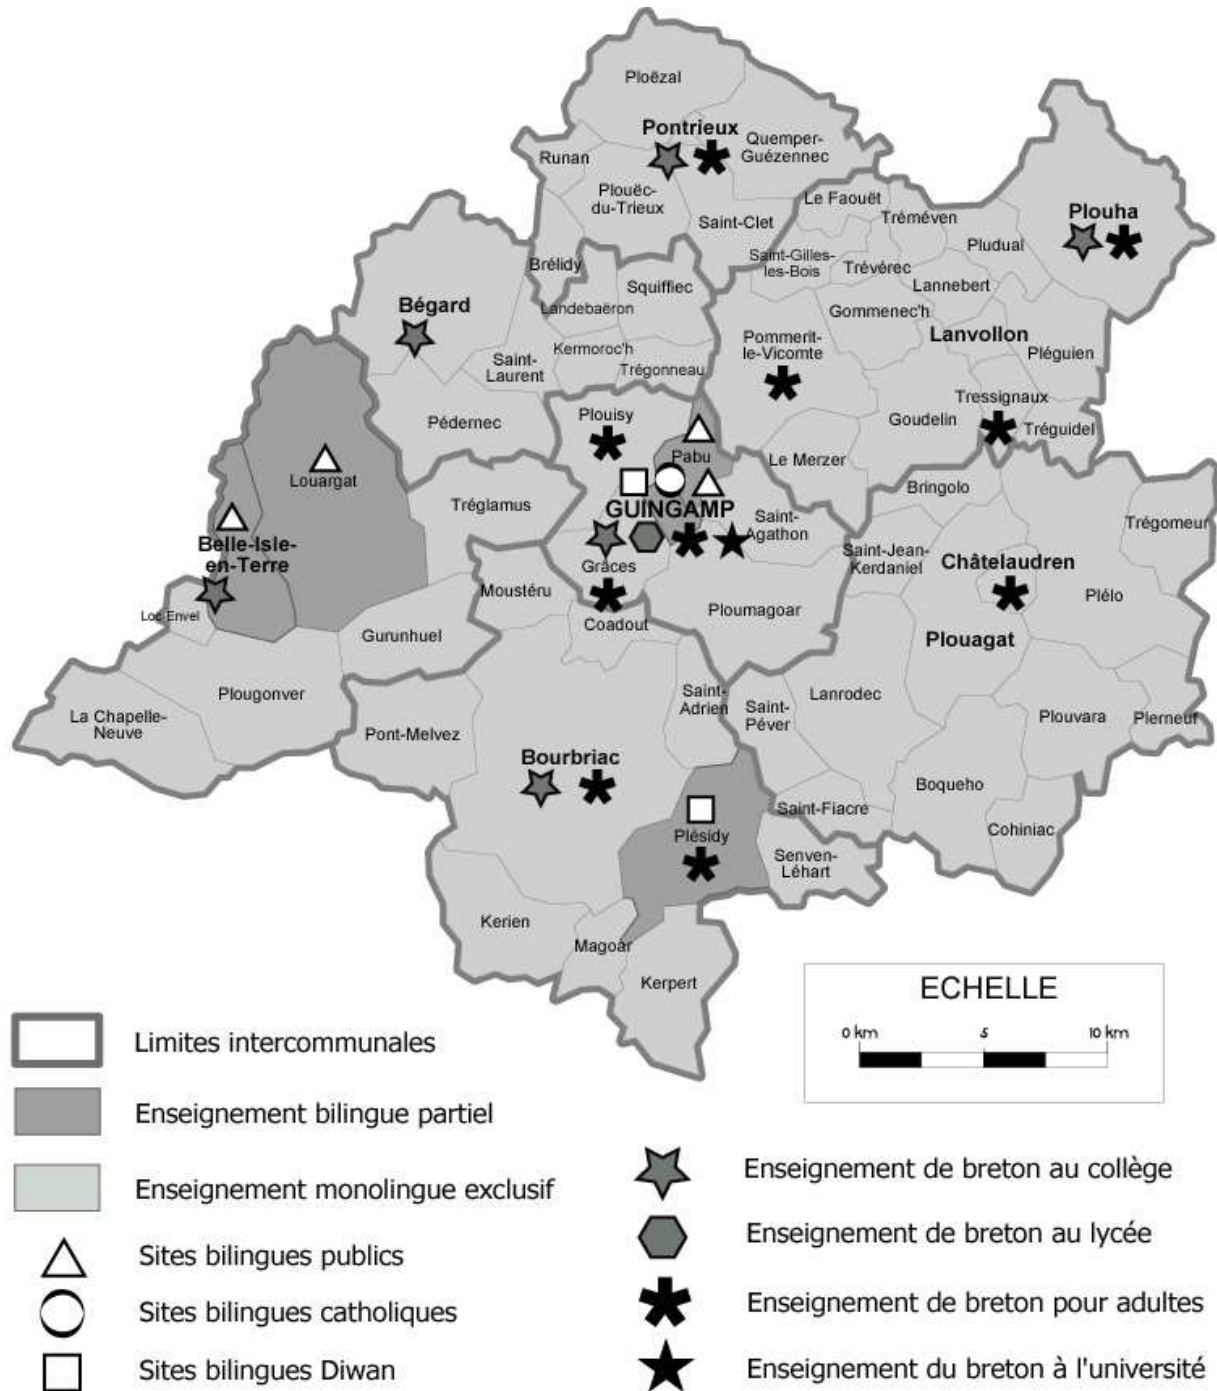 Ploëzal
Pontrieux
Quemper-
Guézennec
Runan
Plouëc-
du-Trieux
Saint-Clet
Le Faouët
Tréméven
Plouha
Pludual
Saint-Gilles-
les-Bois
Trévérec
Lannebert
Brélidy
Squiffiec
Landebaëron
Bégard
Gommenec'h
Lanvollon
Pommerit-
le-Vicomte
Kermoroc'h
Saint-
Laurent
Trégonneau
Pléguien
Tressignaux
Plouisy
Pédernec
Goudelin
Tréguidel
Pabu
Le Merzer
Louargat
Bringolo
Tréglamus
GUINGAMP
Saint-
Agathon
Trégomeur
Belle-Isle-
en-Terre
Saint-Jean-
Kerdaniel
Châtelaudren
Grâces
Moustéru
Plélo
Ploumagoar
Loc-Envel
Coadout
Gurunhuel
Plouagat
Plougonver
Saint-
Adrien
Lanrodec
Saint-
Péver
La Chapelle-
Neuve
Plouvara
Plerneuf
Pont-Melvez
Bourbriac
Boqueho
Saint-Fiacre
Cohiniac
Plésidy
Senven-
Léhart
Kerien
Magoàr
Kerpert
ECHELLE
0 km 5 10 km
Limites intercommunales
Enseignement bilingue partiel
Enseignement monolingue exclusif
Sites bilingues publics
Sites bilingues catholiques
Sites bilingues Diwan
Enseignement de breton au collège
Enseignement de breton au lycée
Enseignement de breton pour adultes
Enseignement du breton à l'université